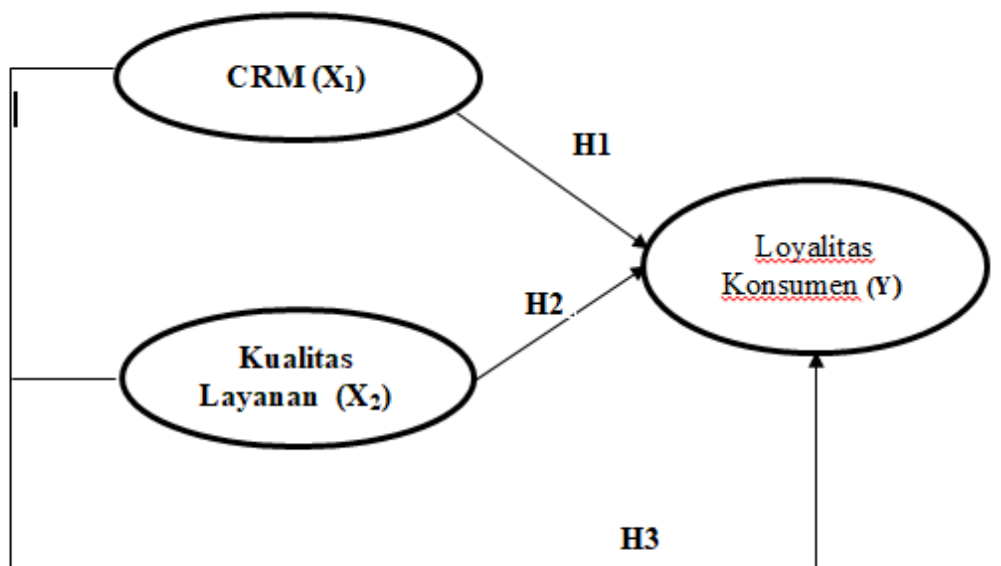 CRM (X₁)
H1
Loyalitas
Konsumen (Y)
H2
Kualitas
Layanan (X₂)
H3